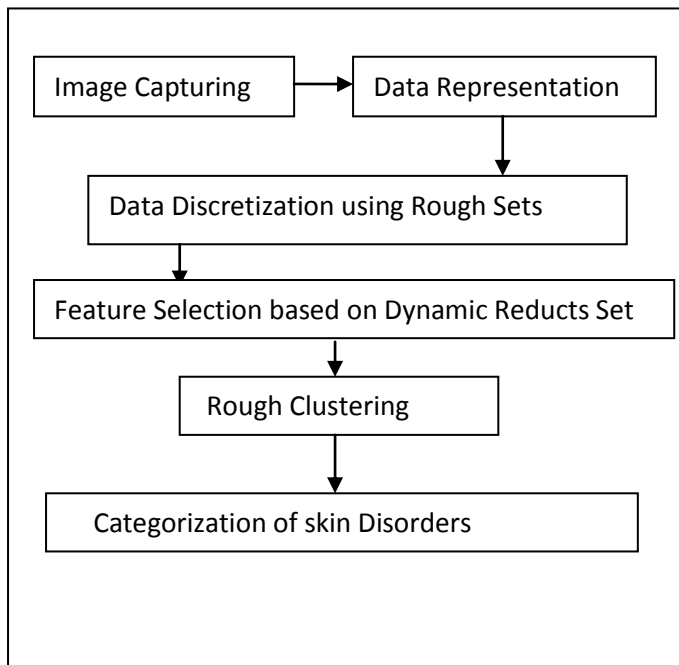 Image Capturing
Data Representation
Data Discretization using Rough Sets
Feature Selection based on Dynamic Reducts Set
Rough Clustering
Categorization of skin Disorders